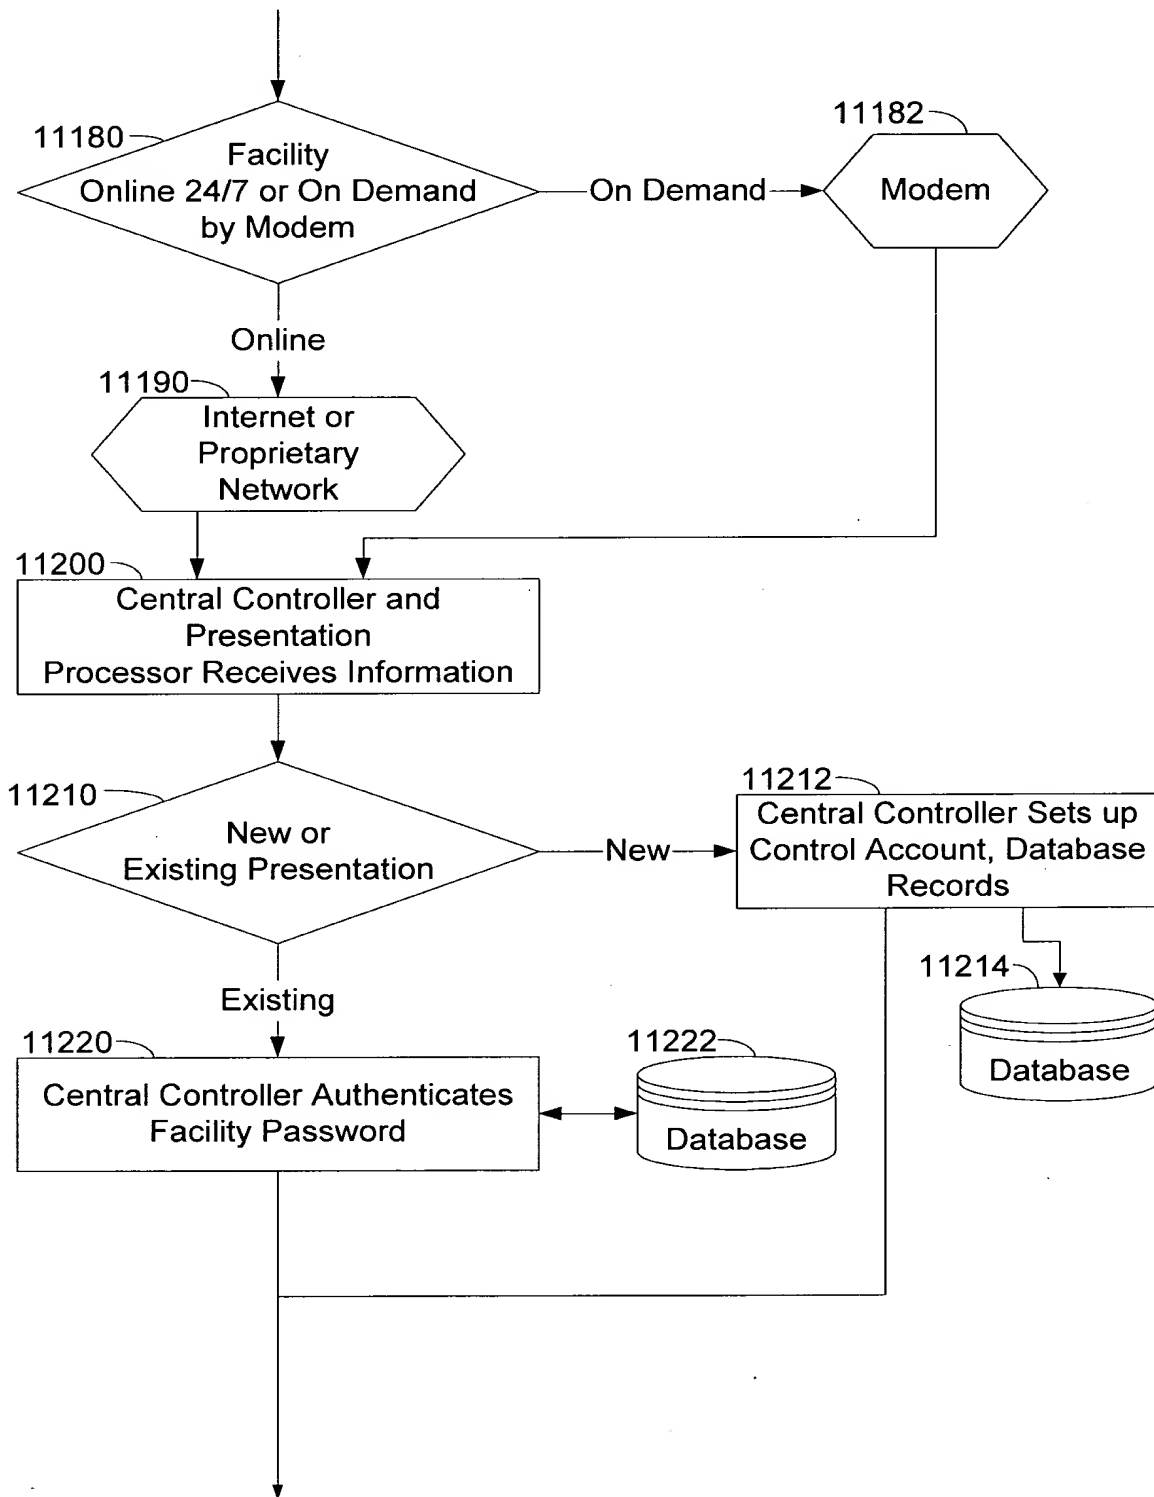 11180
Facility
Online 24/7 or On Demand
by Modem
On Demand
11182
Modem
Online
11190
Internet or
Proprietary
Network
11200
Central Controller and
Presentation
Processor Receives Information
11210
New or
Existing Presentation
New
11212
Central Controller Sets up
Control Account, Database
Records
11214
Database
Existing
11220
Central Controller Authenticates
Facility Password
11222
Database